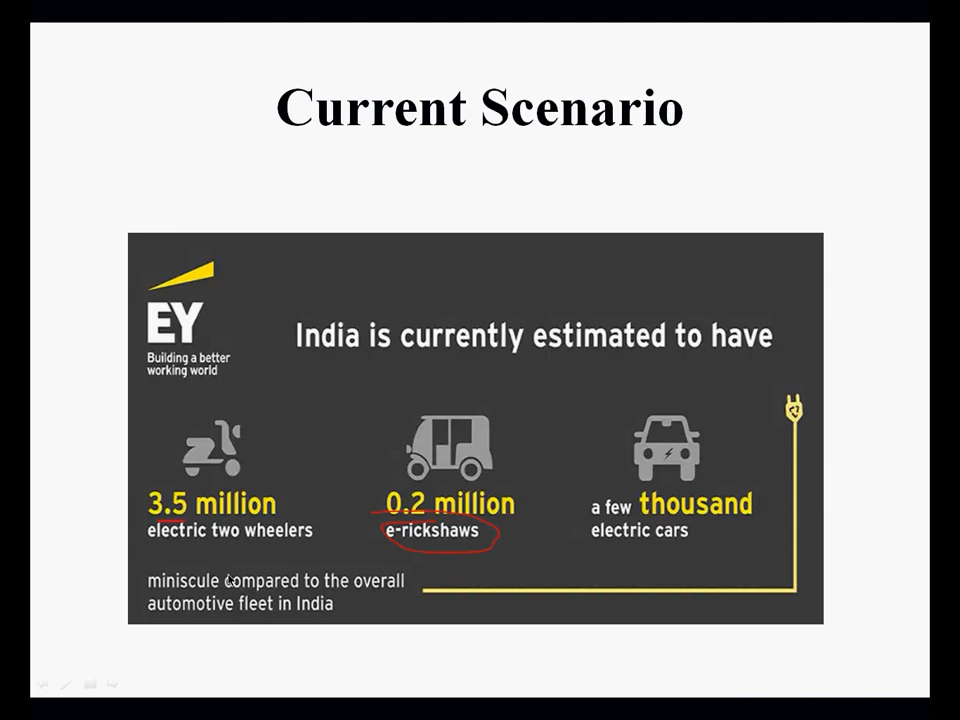 Current Scenario
EY
Building a better
working world
India is currently estimated to have
3.5 million
electric two wheelers
0.2 million
e-rickshaws
a few thousand
electric cars
miniscule compared to the overall
automotive fleet in India